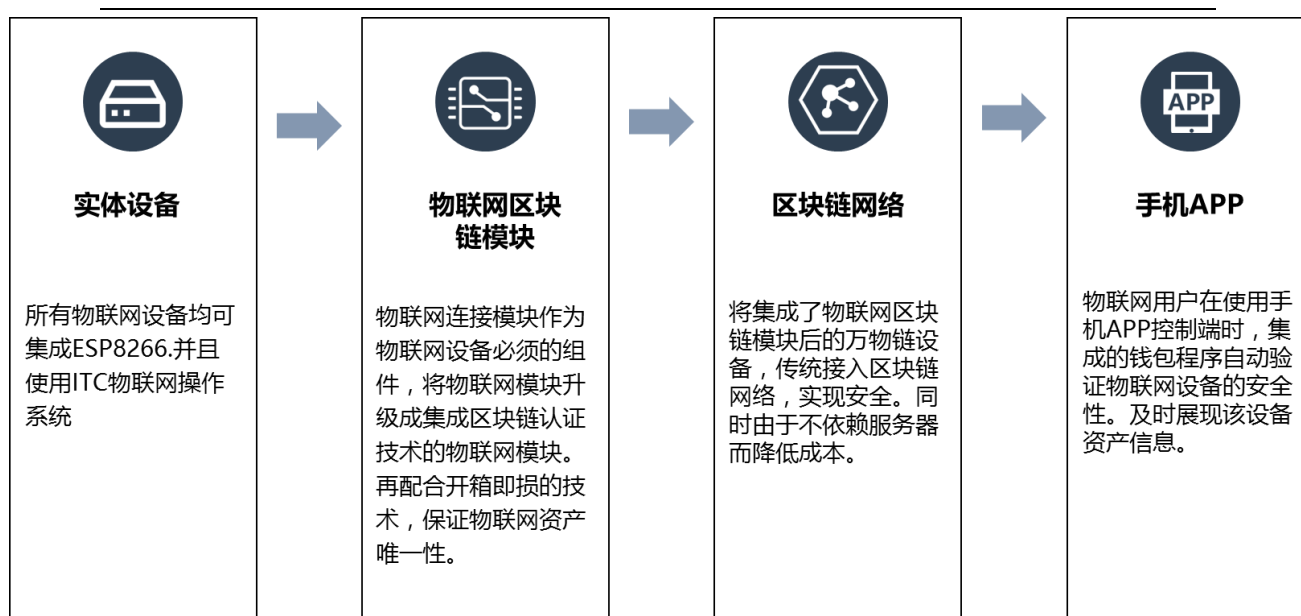 实体设备
所有物联网设备均可
集成ESP8266.并且
使用ITC物联网操作
系统
物联网区块
链模块
物联网连接模块作为
物联网设备必须的组
件，将物联网模块升
级成集成区块链认证
技术的物联网模块。
再配合开箱即损的技
术，保证物联网资产
唯一性。
区块链网络
将集成了物联网区块
链模块后的万物链设
备，传统接入区块链
网络，实现安全。同
时由于不依赖服务器
而降低成本。
APP
手机APP
物联网用户在使用手
机APP控制端时，集
成的钱包程序自动验
证物联网设备的安全
性。及时展现该设备
资产信息。